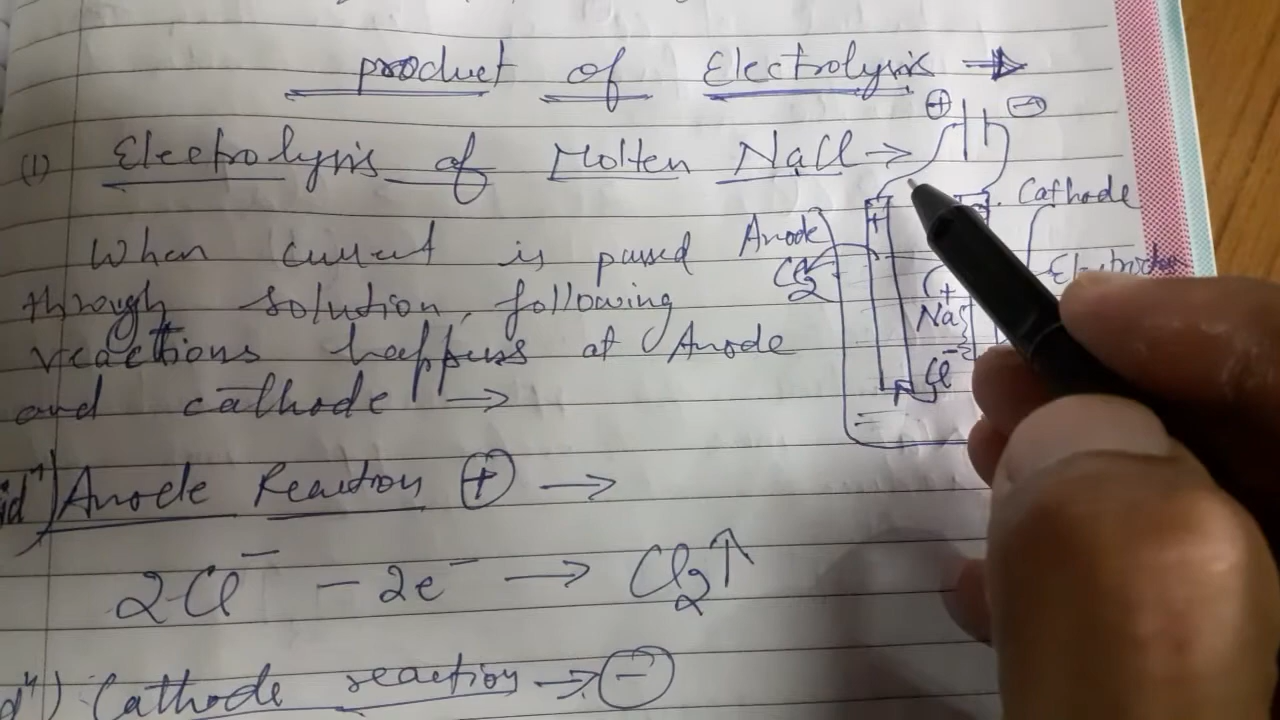 product of Electrolysis →
(1) Electrolysis of Molten NaCl →
⊕ ⊖
Cathode
Anode
Cl2
Na+
Cl-
When current is passed
through solution, following
reactions happens at Anode
and cathode →
Anode Reaction ⊕ →
2Cl⁻ - 2e⁻ → Cl₂↑
Cathode reaction → ⊖